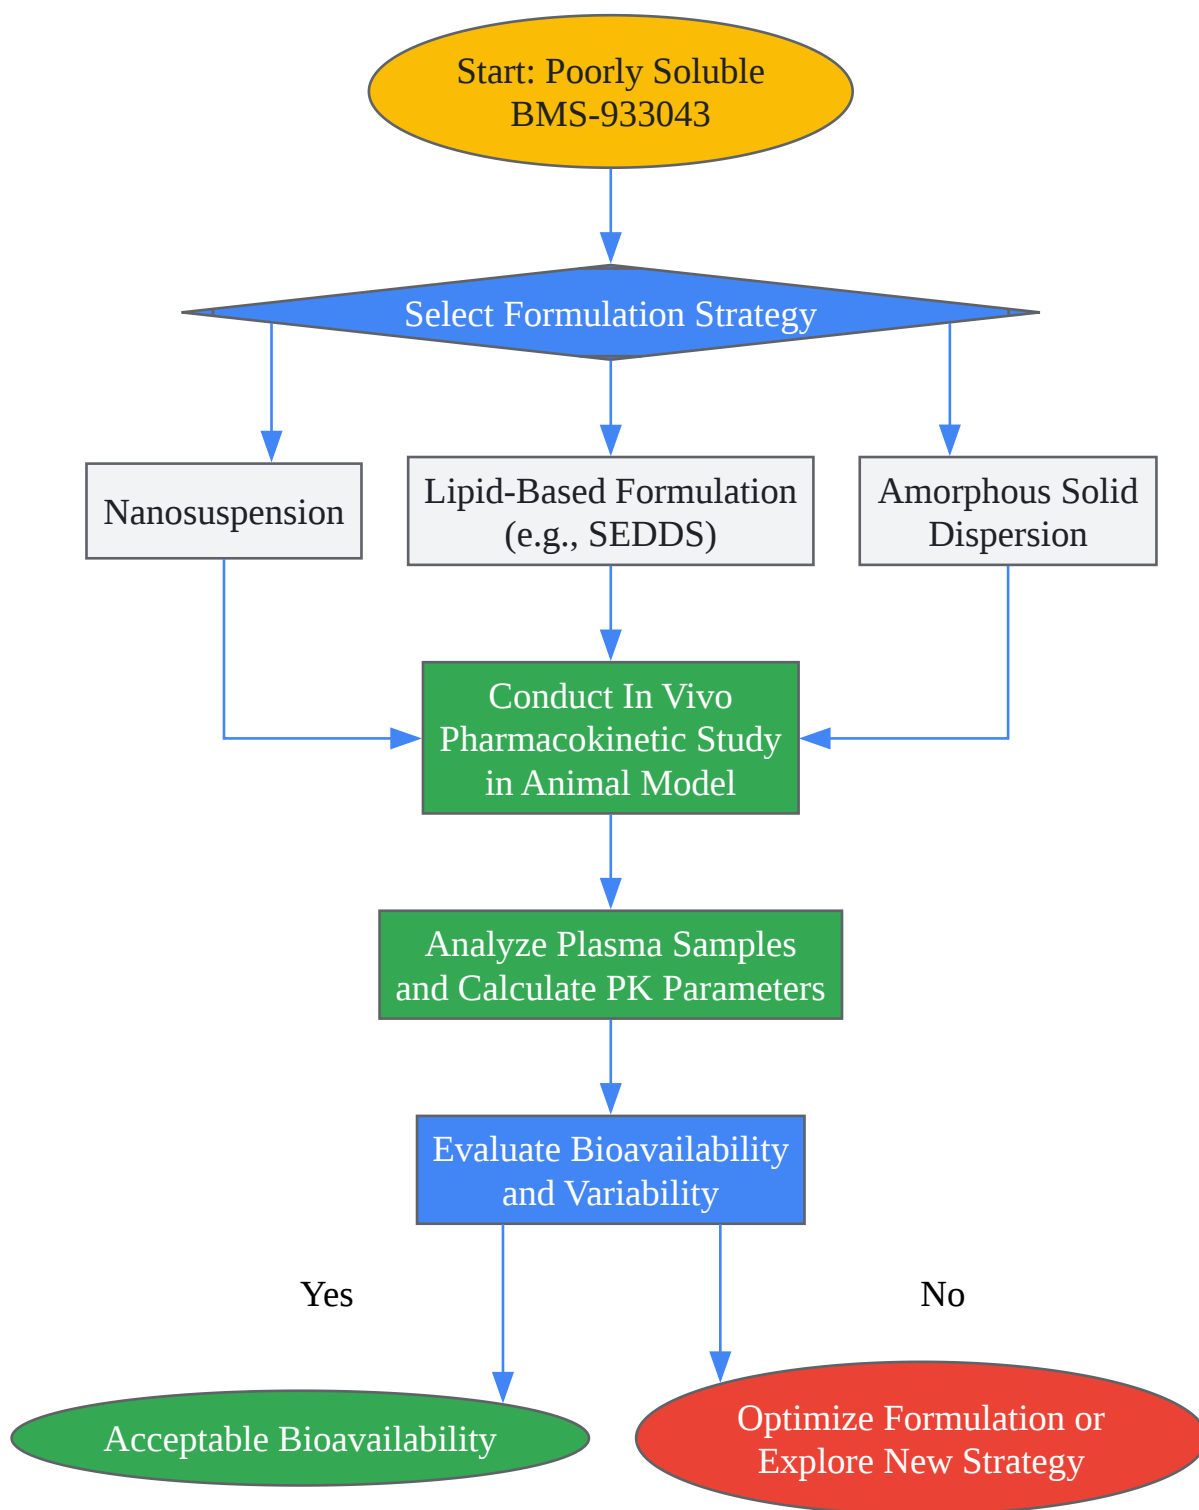 Start: Poorly Soluble
BMS-933043
Select Formulation Strategy
Nanosuspension
Lipid-Based Formulation
(e.g., SEDDS)
Amorphous Solid
Dispersion
Conduct In Vivo
Pharmacokinetic Study
in Animal Model
Analyze Plasma Samples
and Calculate PK Parameters
Evaluate Bioavailability
and Variability
Yes
No
Acceptable Bioavailability
Optimize Formulation or
Explore New Strategy